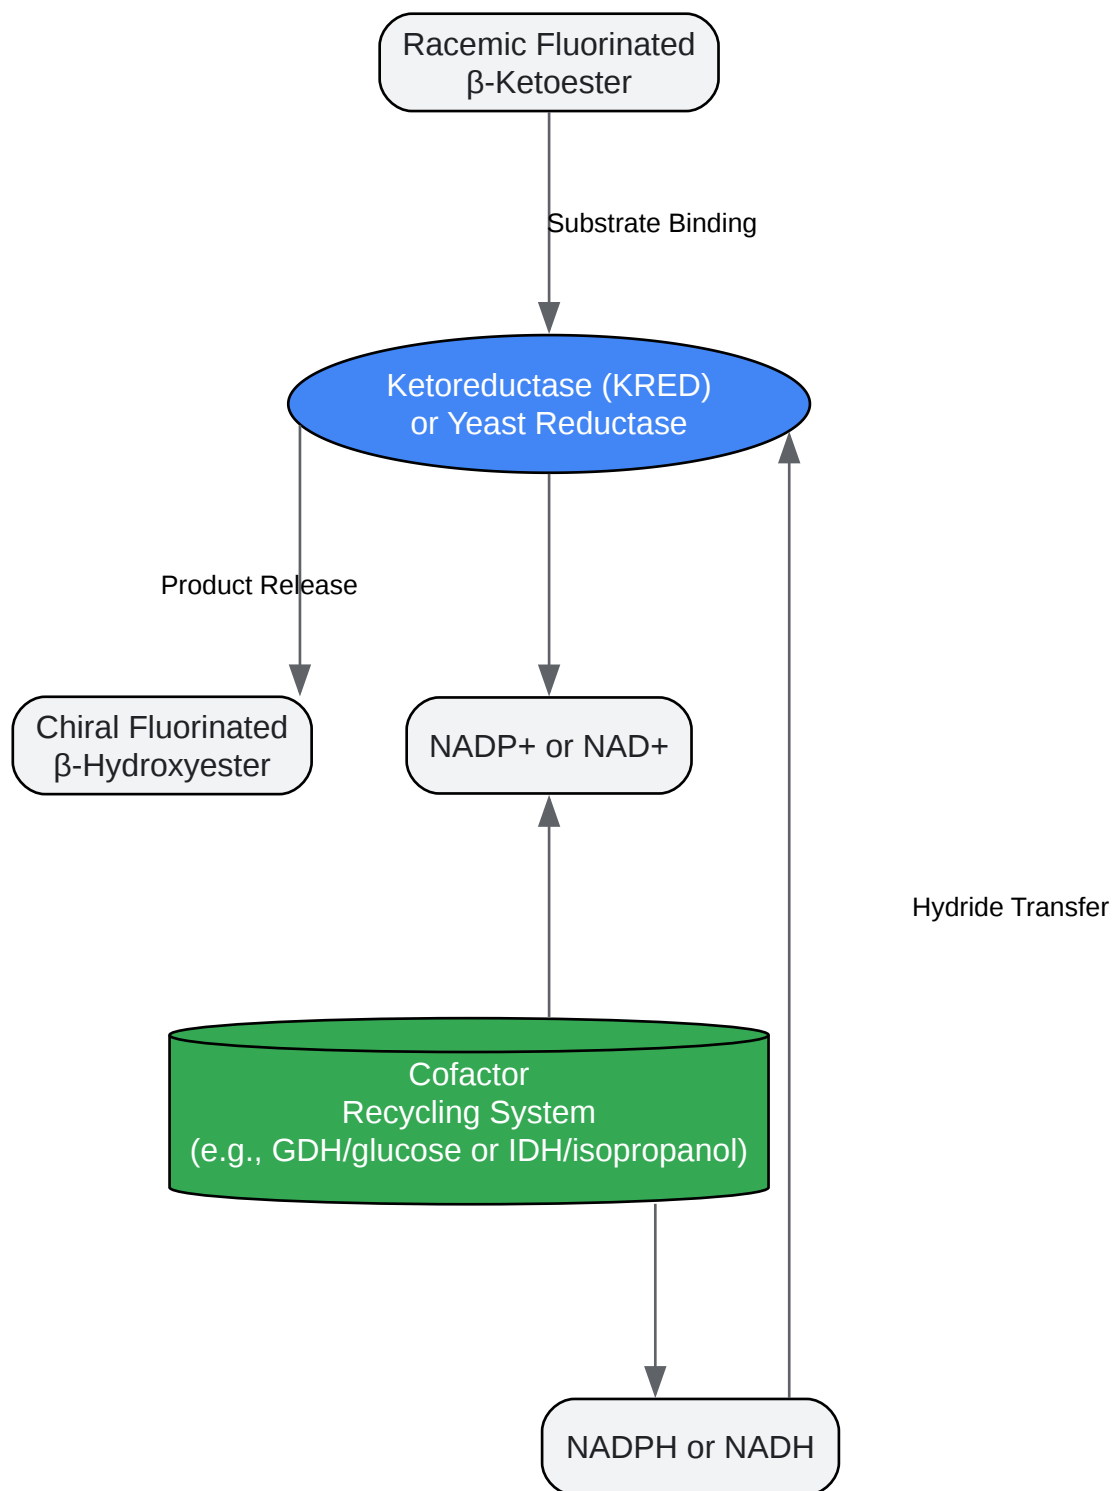 Racemic Fluorinated
β-Ketoester
Substrate Binding
Ketoreductase (KRED)
or Yeast Reductase
Product Release
Chiral Fluorinated
β-Hydroxyester
NADP+ or NAD+
Hydride Transfer
Cofactor
Recycling System
(e.g., GDH/glucose or IDH/isopropanol)
NADPH or NADH